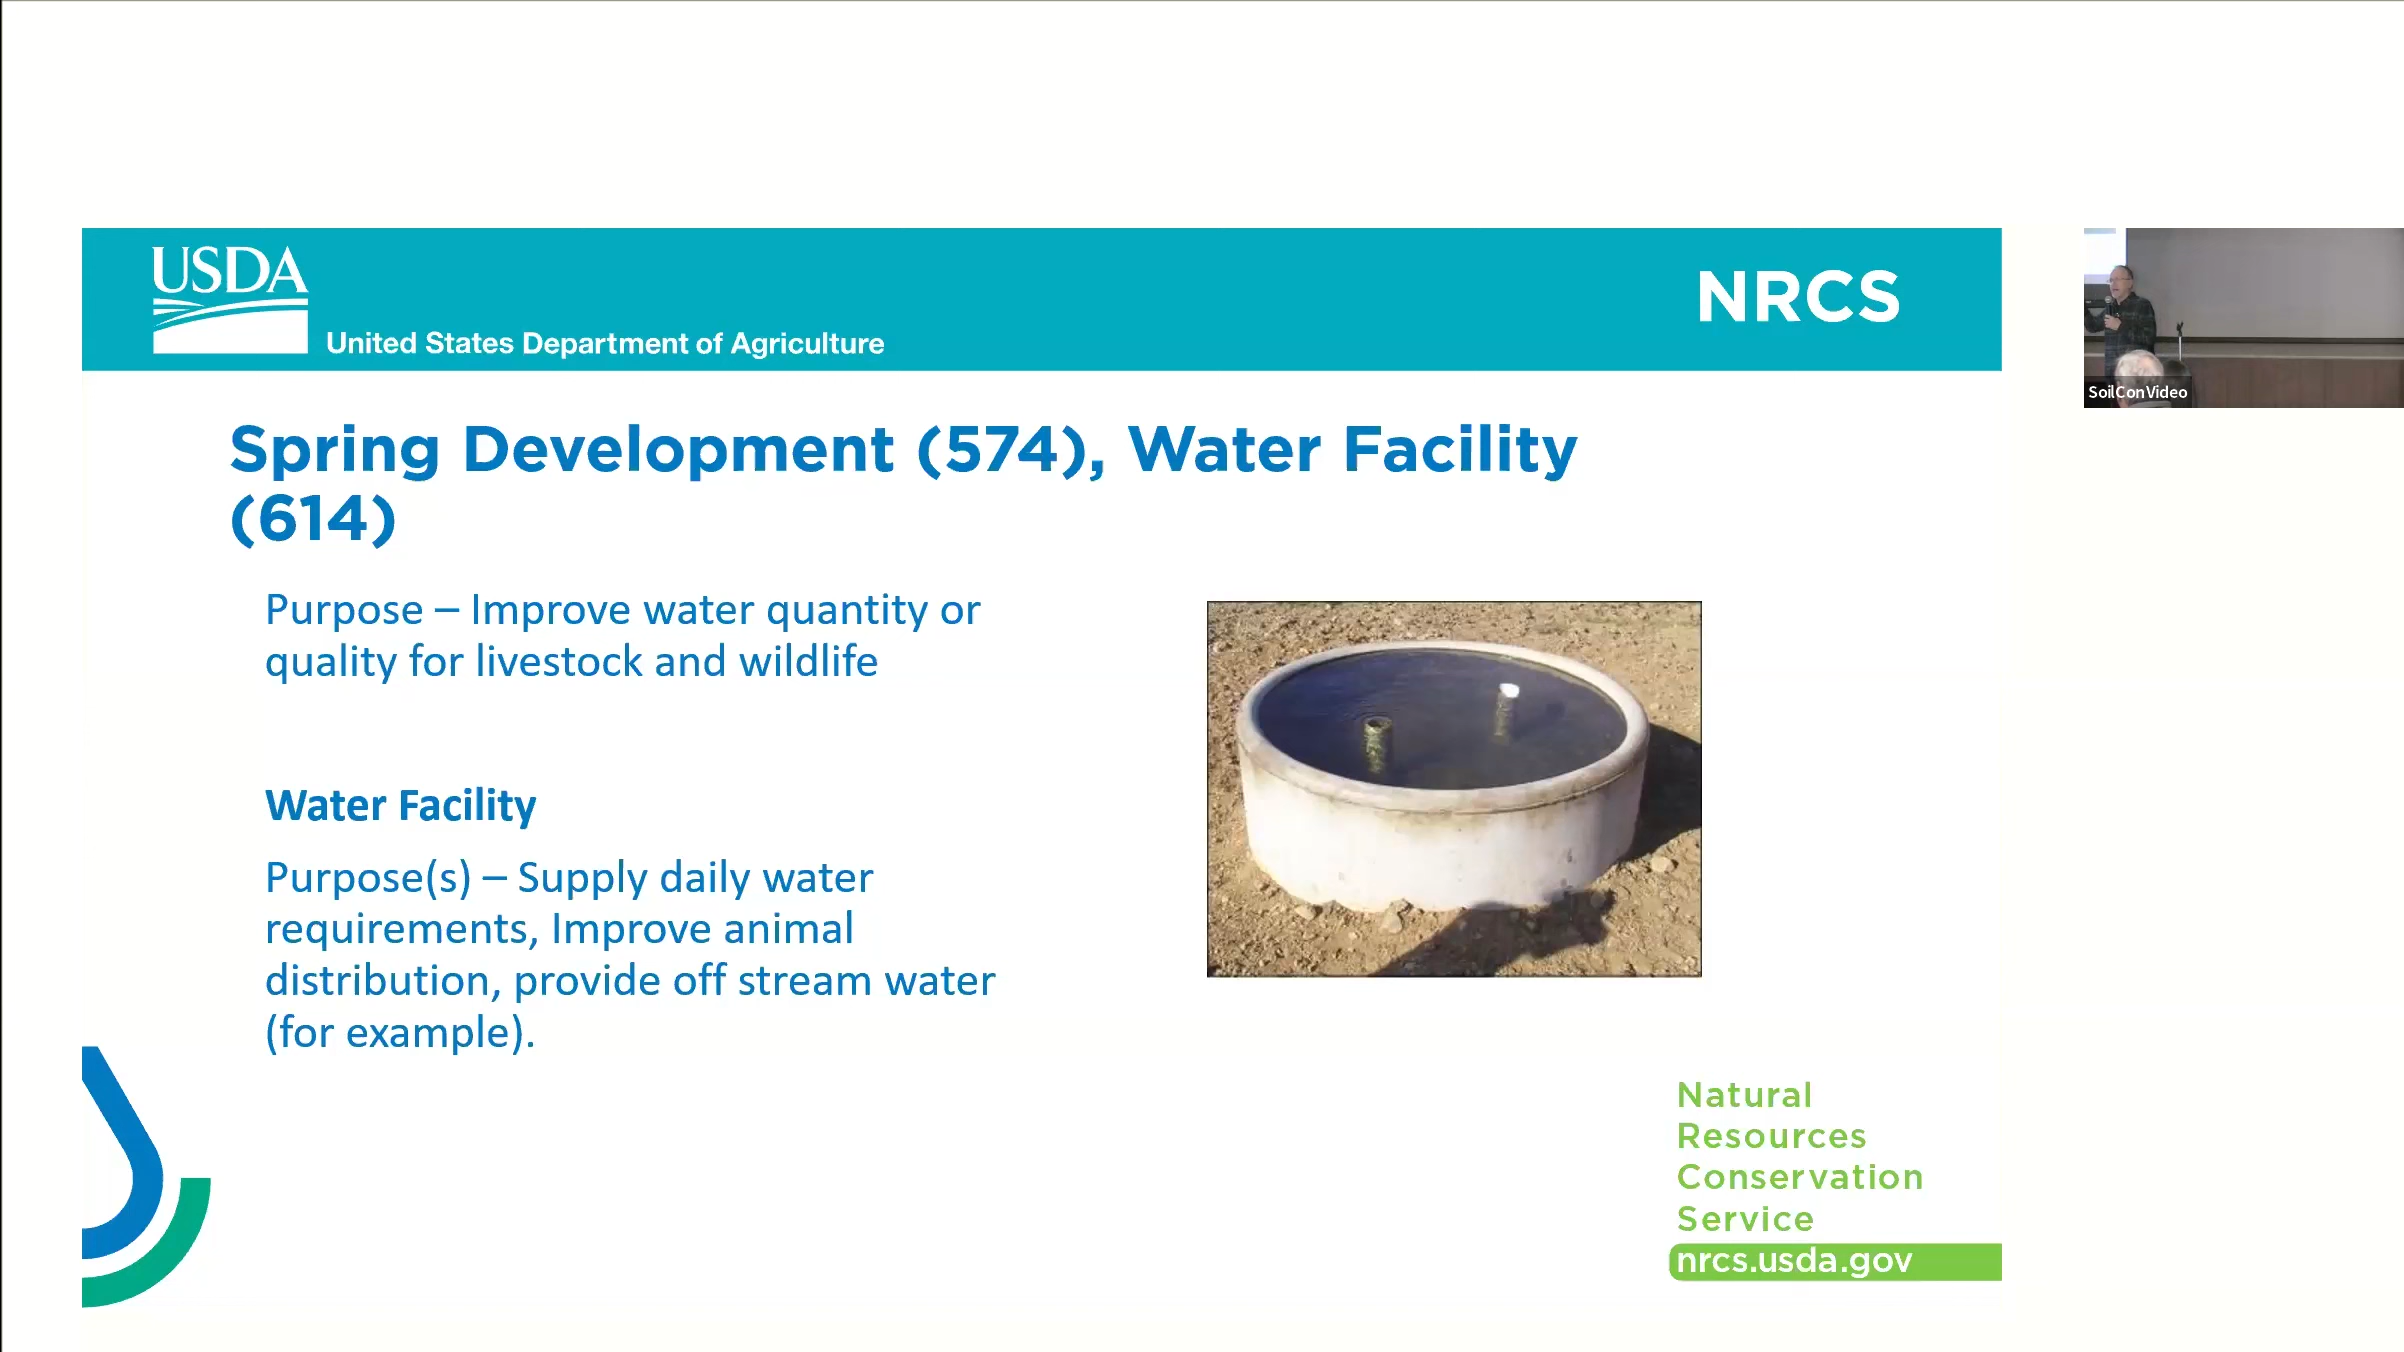 USDA
United States Department of Agriculture
NRCS
Spring Development (574), Water Facility
(614)
Purpose – Improve water quantity or
quality for livestock and wildlife
Water Facility
Purpose(s) – Supply daily water
requirements, Improve animal
distribution, provide off stream water
(for example).
Natural
Resources
Conservation
Service
nrcs.usda.gov
SoilConVideo